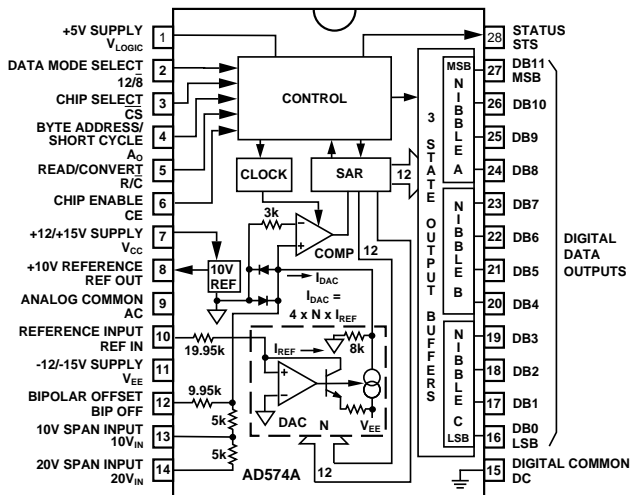 +5V SUPPLY
VLOGIC
1
DATA MODE SELECT
12/8̅
2
CHIP SELECT
C̅S̅
3
BYTE ADDRESS/
SHORT CYCLE
AO
4
READ/CONVERT
R/C̅
5
CHIP ENABLE
CE
6
+12/+15V SUPPLY
VCC
7
+10V REFERENCE
REF OUT
8
ANALOG COMMON
AC
9
REFERENCE INPUT
REF IN
10
-12/-15V SUPPLY
VEE
11
BIPOLAR OFFSET
BIP OFF
12
10V SPAN INPUT
10VIN
13
20V SPAN INPUT
20VIN
14
CONTROL
CLOCK
SAR
12
3k
COMP
12
10V
REF
IDAC
IDAC =
4 x N x IREF
19.95k
IREF
8k
9.95k
5k
5k
DAC
N
VEE
12
AD574A
3 STATE OUTPUT BUFFERS
MSB
NIBBLE A
NIBBLE B
NIBBLE C
LSB
28
STATUS
STS
27
DB11
MSB
26
DB10
25
DB9
24
DB8
23
DB7
22
DB6
21
DB5
20
DB4
19
DB3
18
DB2
17
DB1
16
DB0
LSB
15
DIGITAL COMMON
DC
DIGITAL
DATA
OUTPUTS